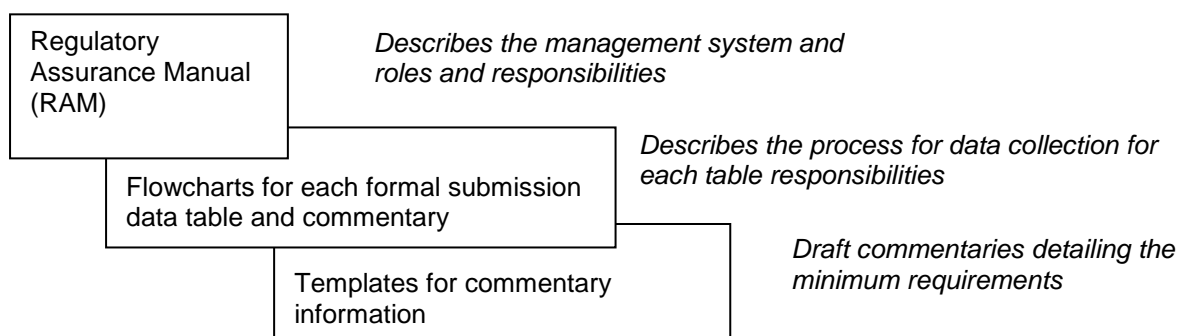 Regulatory
Assurance Manual
(RAM)
Describes the management system and
roles and responsibilities
Flowcharts for each formal submission
data table and commentary
Describes the process for data collection for
each table responsibilities
Templates for commentary
information
Draft commentaries detailing the
minimum requirements